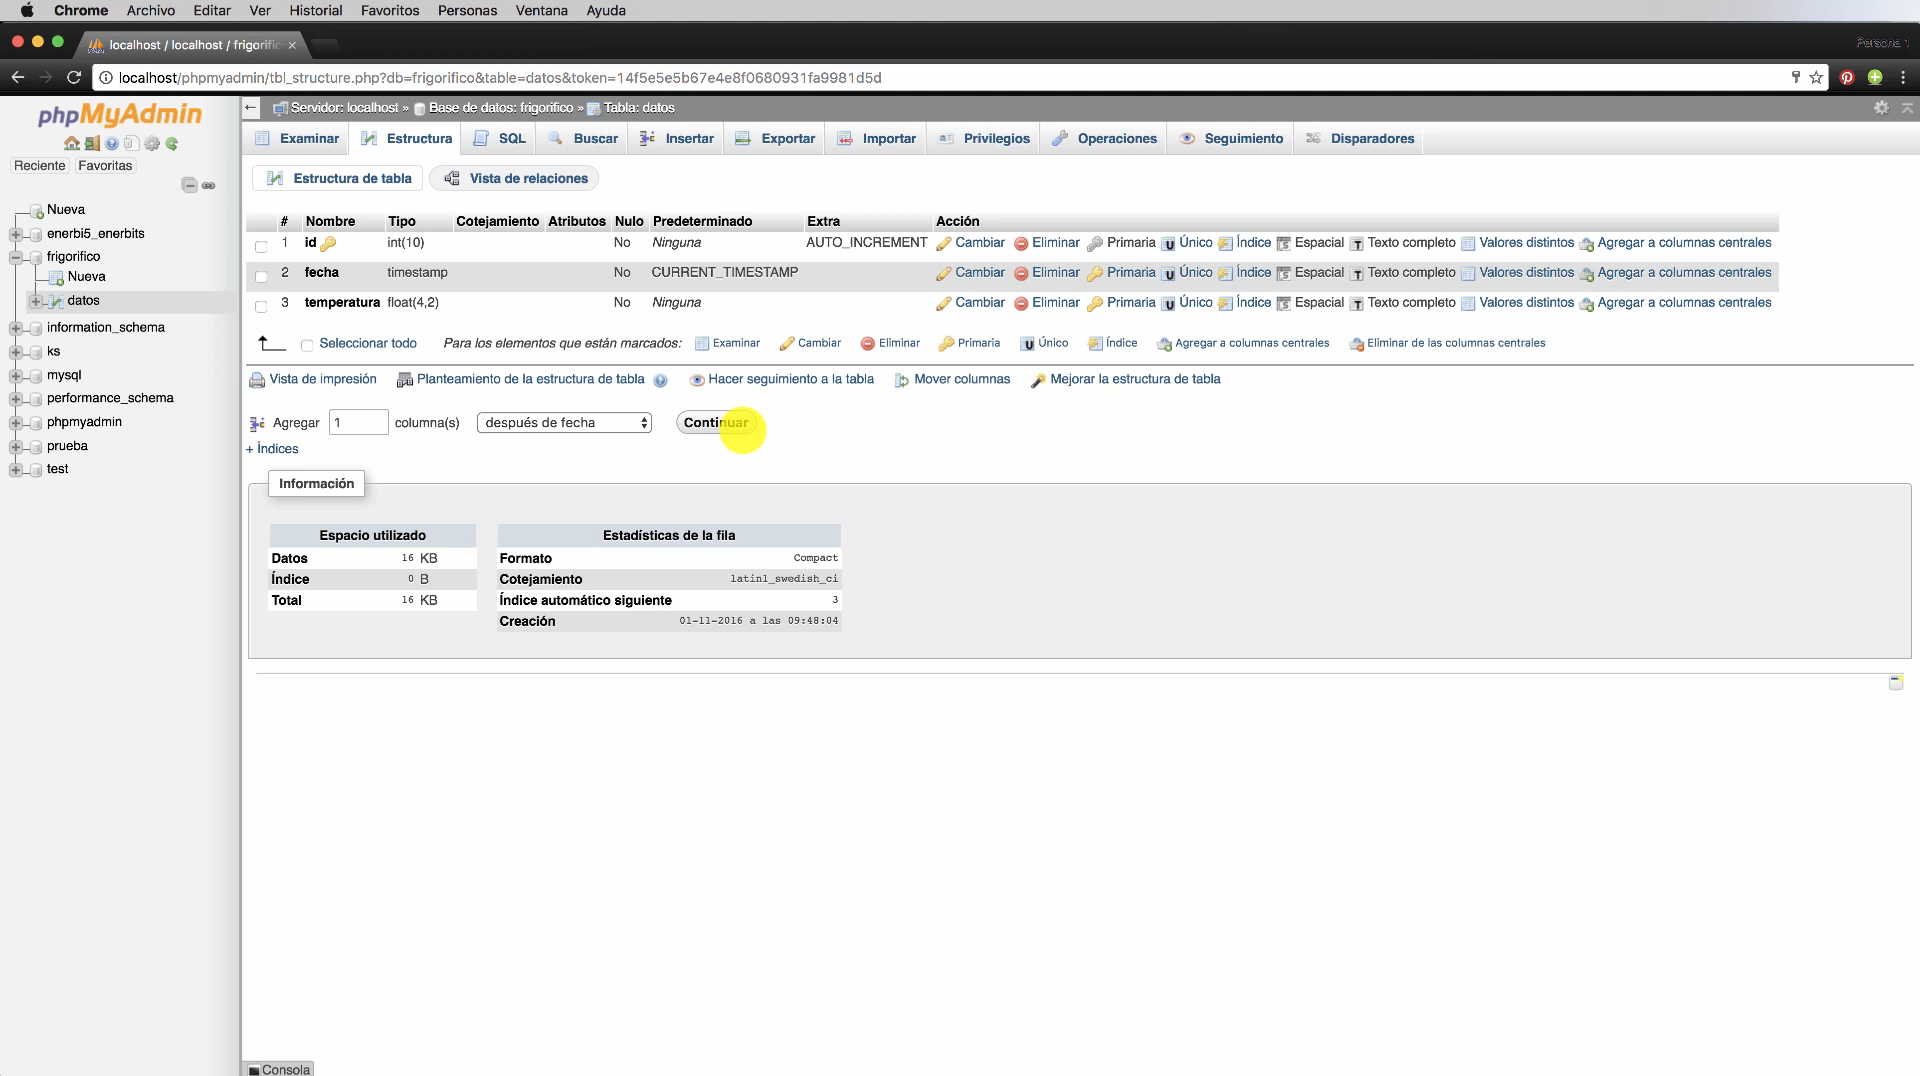 Chrome Archivo Editar Ver Historial Favoritos Personas Ventana Ayuda
localhost / localhost / frigorific
Persona 1
localhost/phpmyadmin/tbl_structure.php?db=frigorifico&table=datos&token=14f5e5e5b67e4e8f0680931fa9981d5d
phpMyAdmin
Reciente Favoritas
Nueva
enerbi5_enerbits
frigorifico
Nueva
datos
information_schema
ks
mysql
performance_schema
phpmyadmin
prueba
test
Servidor: localhost » Base de datos: frigorifico » Tabla: datos
Examinar Estructura SQL Buscar Insertar Exportar Importar Privilegios Operaciones Seguimiento Disparadores
Estructura de tabla Vista de relaciones
# Nombre Tipo Cotejamiento Atributos Nulo Predeterminado Extra Acción
1 id int(10) No Ninguna AUTO_INCREMENT Cambiar Eliminar Primaria Único Índice Espacial Texto completo Valores distintos Agregar a columnas centrales
2 fecha timestamp No CURRENT_TIMESTAMP Cambiar Eliminar Primaria Único Índice Espacial Texto completo Valores distintos Agregar a columnas centrales
3 temperatura float(4,2) No Ninguna Cambiar Eliminar Primaria Único Índice Espacial Texto completo Valores distintos Agregar a columnas centrales
Seleccionar todo Para los elementos que están marcados: Examinar Cambiar Eliminar Primaria Único Índice Agregar a columnas centrales Eliminar de las columnas centrales
Vista de impresión Planteamiento de la estructura de tabla Hacer seguimiento a la tabla Mover columnas Mejorar la estructura de tabla
Agregar 1 columna(s) después de fecha Continuar
+ Índices
Información
Espacio utilizado
Datos 16 KB
Índice 0 B
Total 16 KB
Estadísticas de la fila
Formato Compact
Cotejamiento latin1_swedish_ci
Índice automático siguiente 3
Creación 01-11-2016 a las 09:48:04
Consola